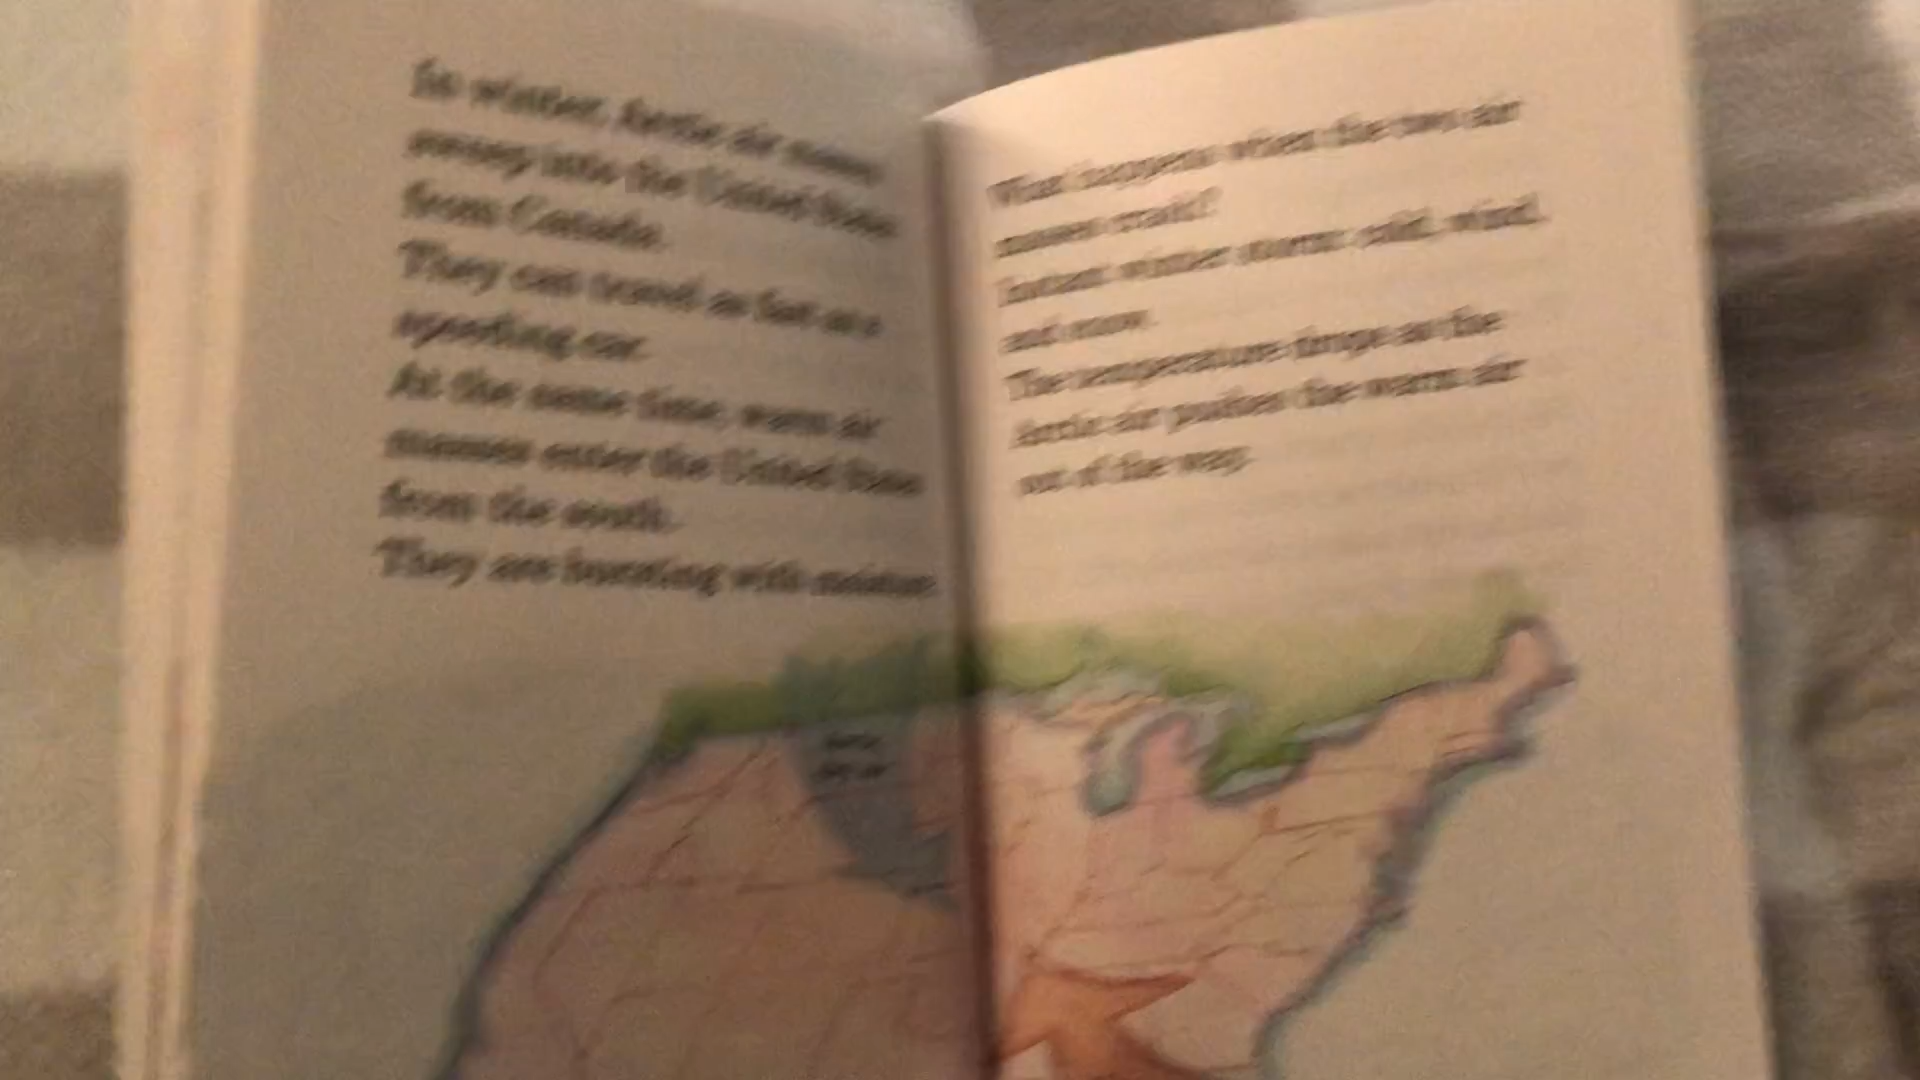 In winter, Arctic air
sweep into the United States
from Canada.
They can travel as fast as a
speeding car.
At the same time, warm air
masses enter the United States
from the south.
They are bursting with moisture.
What happens when the two air
masses
Instant winter storm: cold, wind,
and snow.
The temperature drops as the
Arctic air pushes the warm air
out of the way.